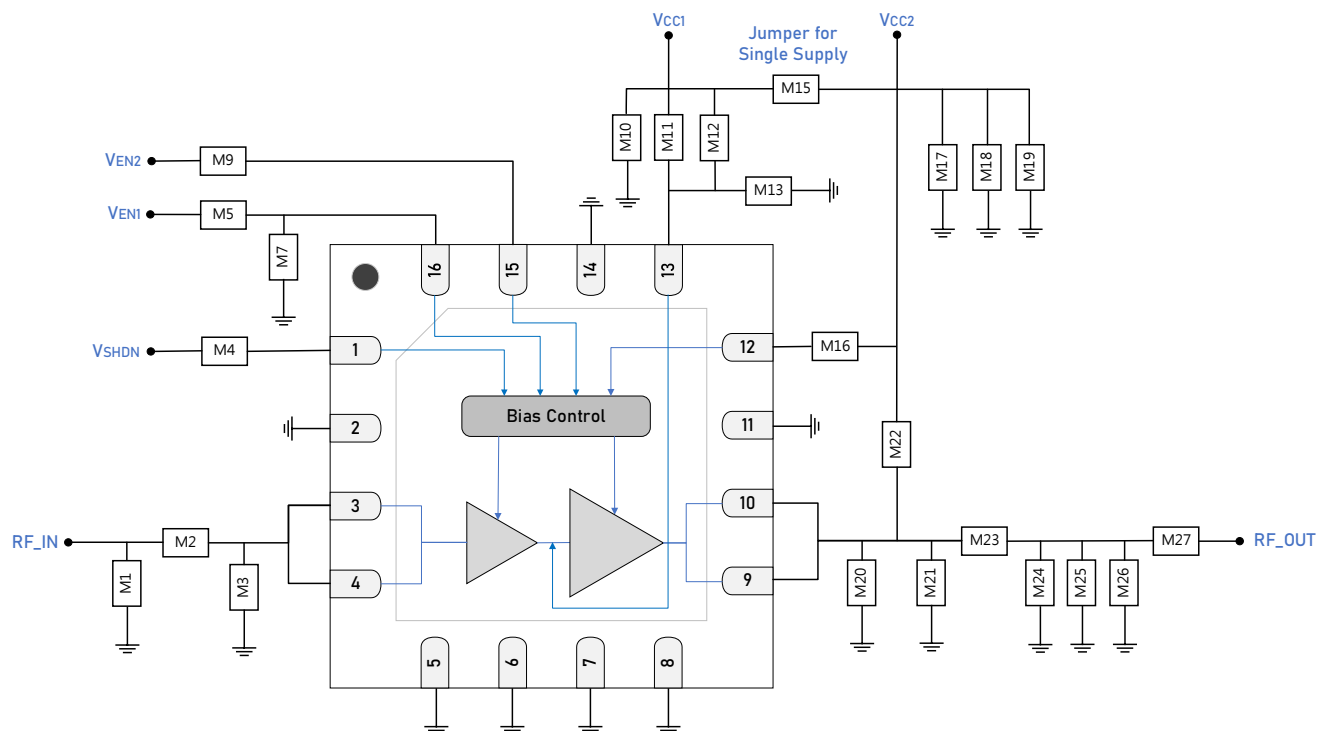 VCC1
Jumper for
Single Supply
VCC2
M15
M10
M11
M12
M13
M17
M18
M19
VEN2
M9
VEN1
M5
M7
16
15
14
13
VSHDN
M4
1
12
M16
Bias Control
2
11
M22
3
10
RF_IN
M2
M23
M27
RF_OUT
M1
M3
4
9
M20
M21
M24
M25
M26
5
6
7
8